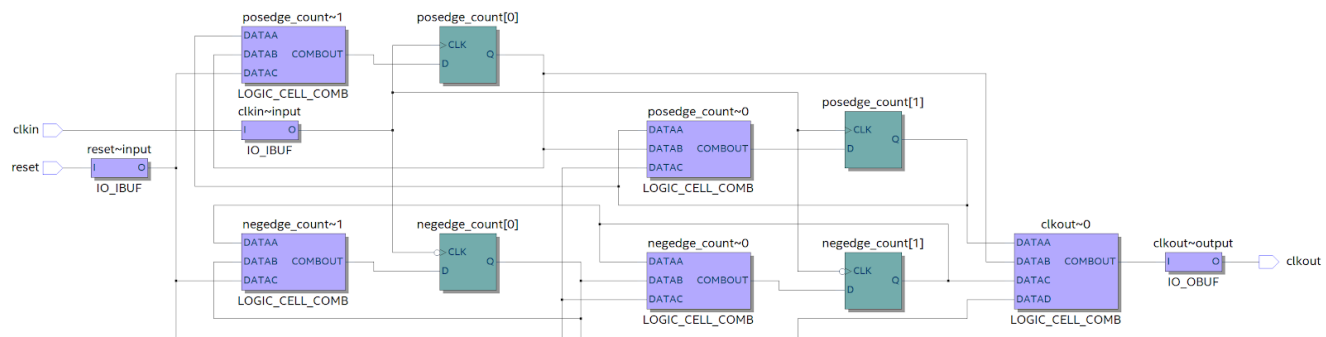 posedge_count~1
DATAA
DATAB COMBOUT
DATAC
LOGIC_CELL_COMB
posedge_count[0]
CLK
Q
D
clkin
clkin~input
I O
IO_IBUF
reset
reset~input
I O
IO_IBUF
posedge_count~0
DATAA
DATAB COMBOUT
DATAC
LOGIC_CELL_COMB
posedge_count[1]
CLK
Q
D
negedge_count~1
DATAA
DATAB COMBOUT
DATAC
LOGIC_CELL_COMB
negedge_count[0]
CLK
Q
D
negedge_count~0
DATAA
DATAB COMBOUT
DATAC
LOGIC_CELL_COMB
negedge_count[1]
CLK
Q
D
clkout~0
DATAA
DATAB COMBOUT
DATAC
DATAD
LOGIC_CELL_COMB
clkout~output
I O
IO_OBUF
clkout